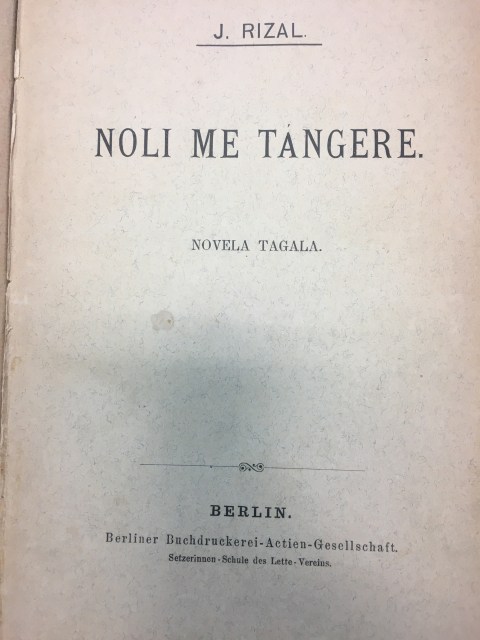 J. RIZAL.
NOLI ME TÁNGERE.
NOVELA TAGALA.
BERLIN.
Berliner Buchdruckerei-Actien-Gesellschaft.
Setzerinnen-Schule des Lette-Vereins.